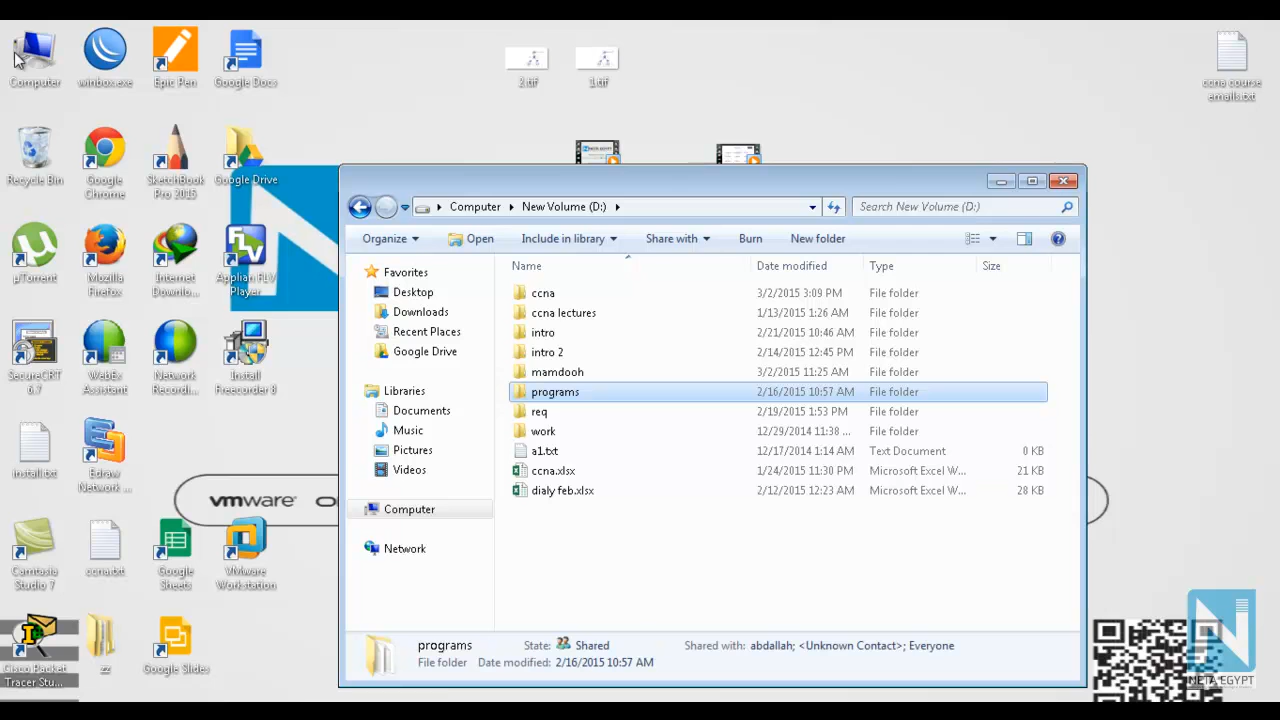 Computer
winbox.exe
Epic Pen
Google Docs
2.tif
1.tif
ccna course
emails.txt
Recycle Bin
Google
Chrome
SketchBook
Pro 2015
Google Drive
µTorrent
Mozilla
Firefox
Internet
Downlo...
Applian FLV
Player
SecureCRT
6.7
WebEx
Assistant
Network
Recordi...
Install
Freecorder 8
install.txt
Edraw
Network ...
vmware
Camtasia
Studio 7
ccna.txt
Google
Sheets
VMware
Workstation
Cisco Packet
Tracer Stu...
zz
Google Slides
Computer
New Volume (D:)
Search New Volume (D:)
Organize
Open
Include in library
Share with
Burn
New folder
Favorites
Desktop
Downloads
Recent Places
Google Drive
Libraries
Documents
Music
Pictures
Videos
Computer
Network
Name Date modified Type Size
ccna 3/2/2015 3:09 PM File folder
ccna lectures 1/13/2015 1:26 AM File folder
intro 2/21/2015 10:46 AM File folder
intro 2 2/14/2015 12:45 PM File folder
mamdooh 3/2/2015 11:25 AM File folder
programs 2/16/2015 10:57 AM File folder
req 2/19/2015 1:53 PM File folder
work 12/29/2014 11:38 ... File folder
a1.txt 12/17/2014 1:14 AM Text Document 0 KB
ccna.xlsx 1/24/2015 11:30 PM Microsoft Excel W... 21 KB
dialy feb.xlsx 2/12/2015 12:23 AM Microsoft Excel W... 28 KB
programs State: Shared Shared with: abdallah; <Unknown Contact>; Everyone
File folder Date modified: 2/16/2015 10:57 AM
META EGYPT